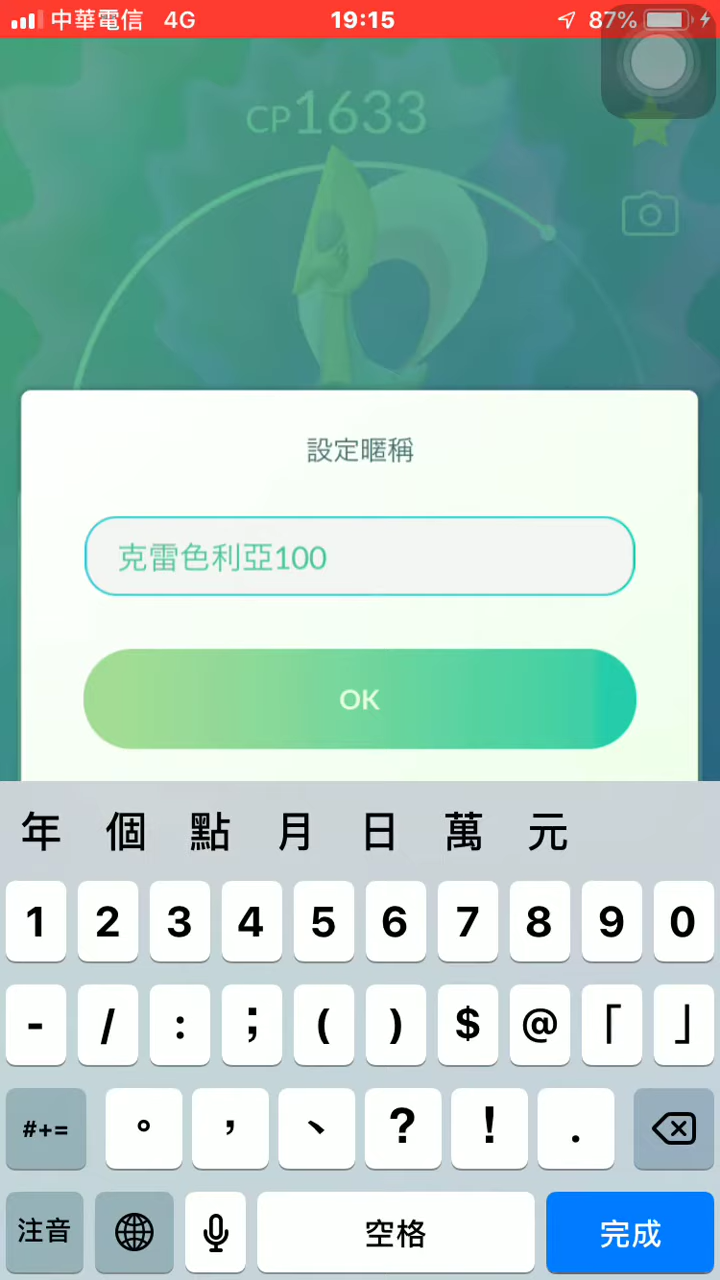 中華電信 4G 19:15 87%
CP1633
設定暱稱
克雷色利亞100
OK
年 個 點 月 日 萬 元
1 2 3 4 5 6 7 8 9 0
- / : ; ( ) $ @ 「 」
#+= 。 , 、 ? ! .
注音 空格 完成